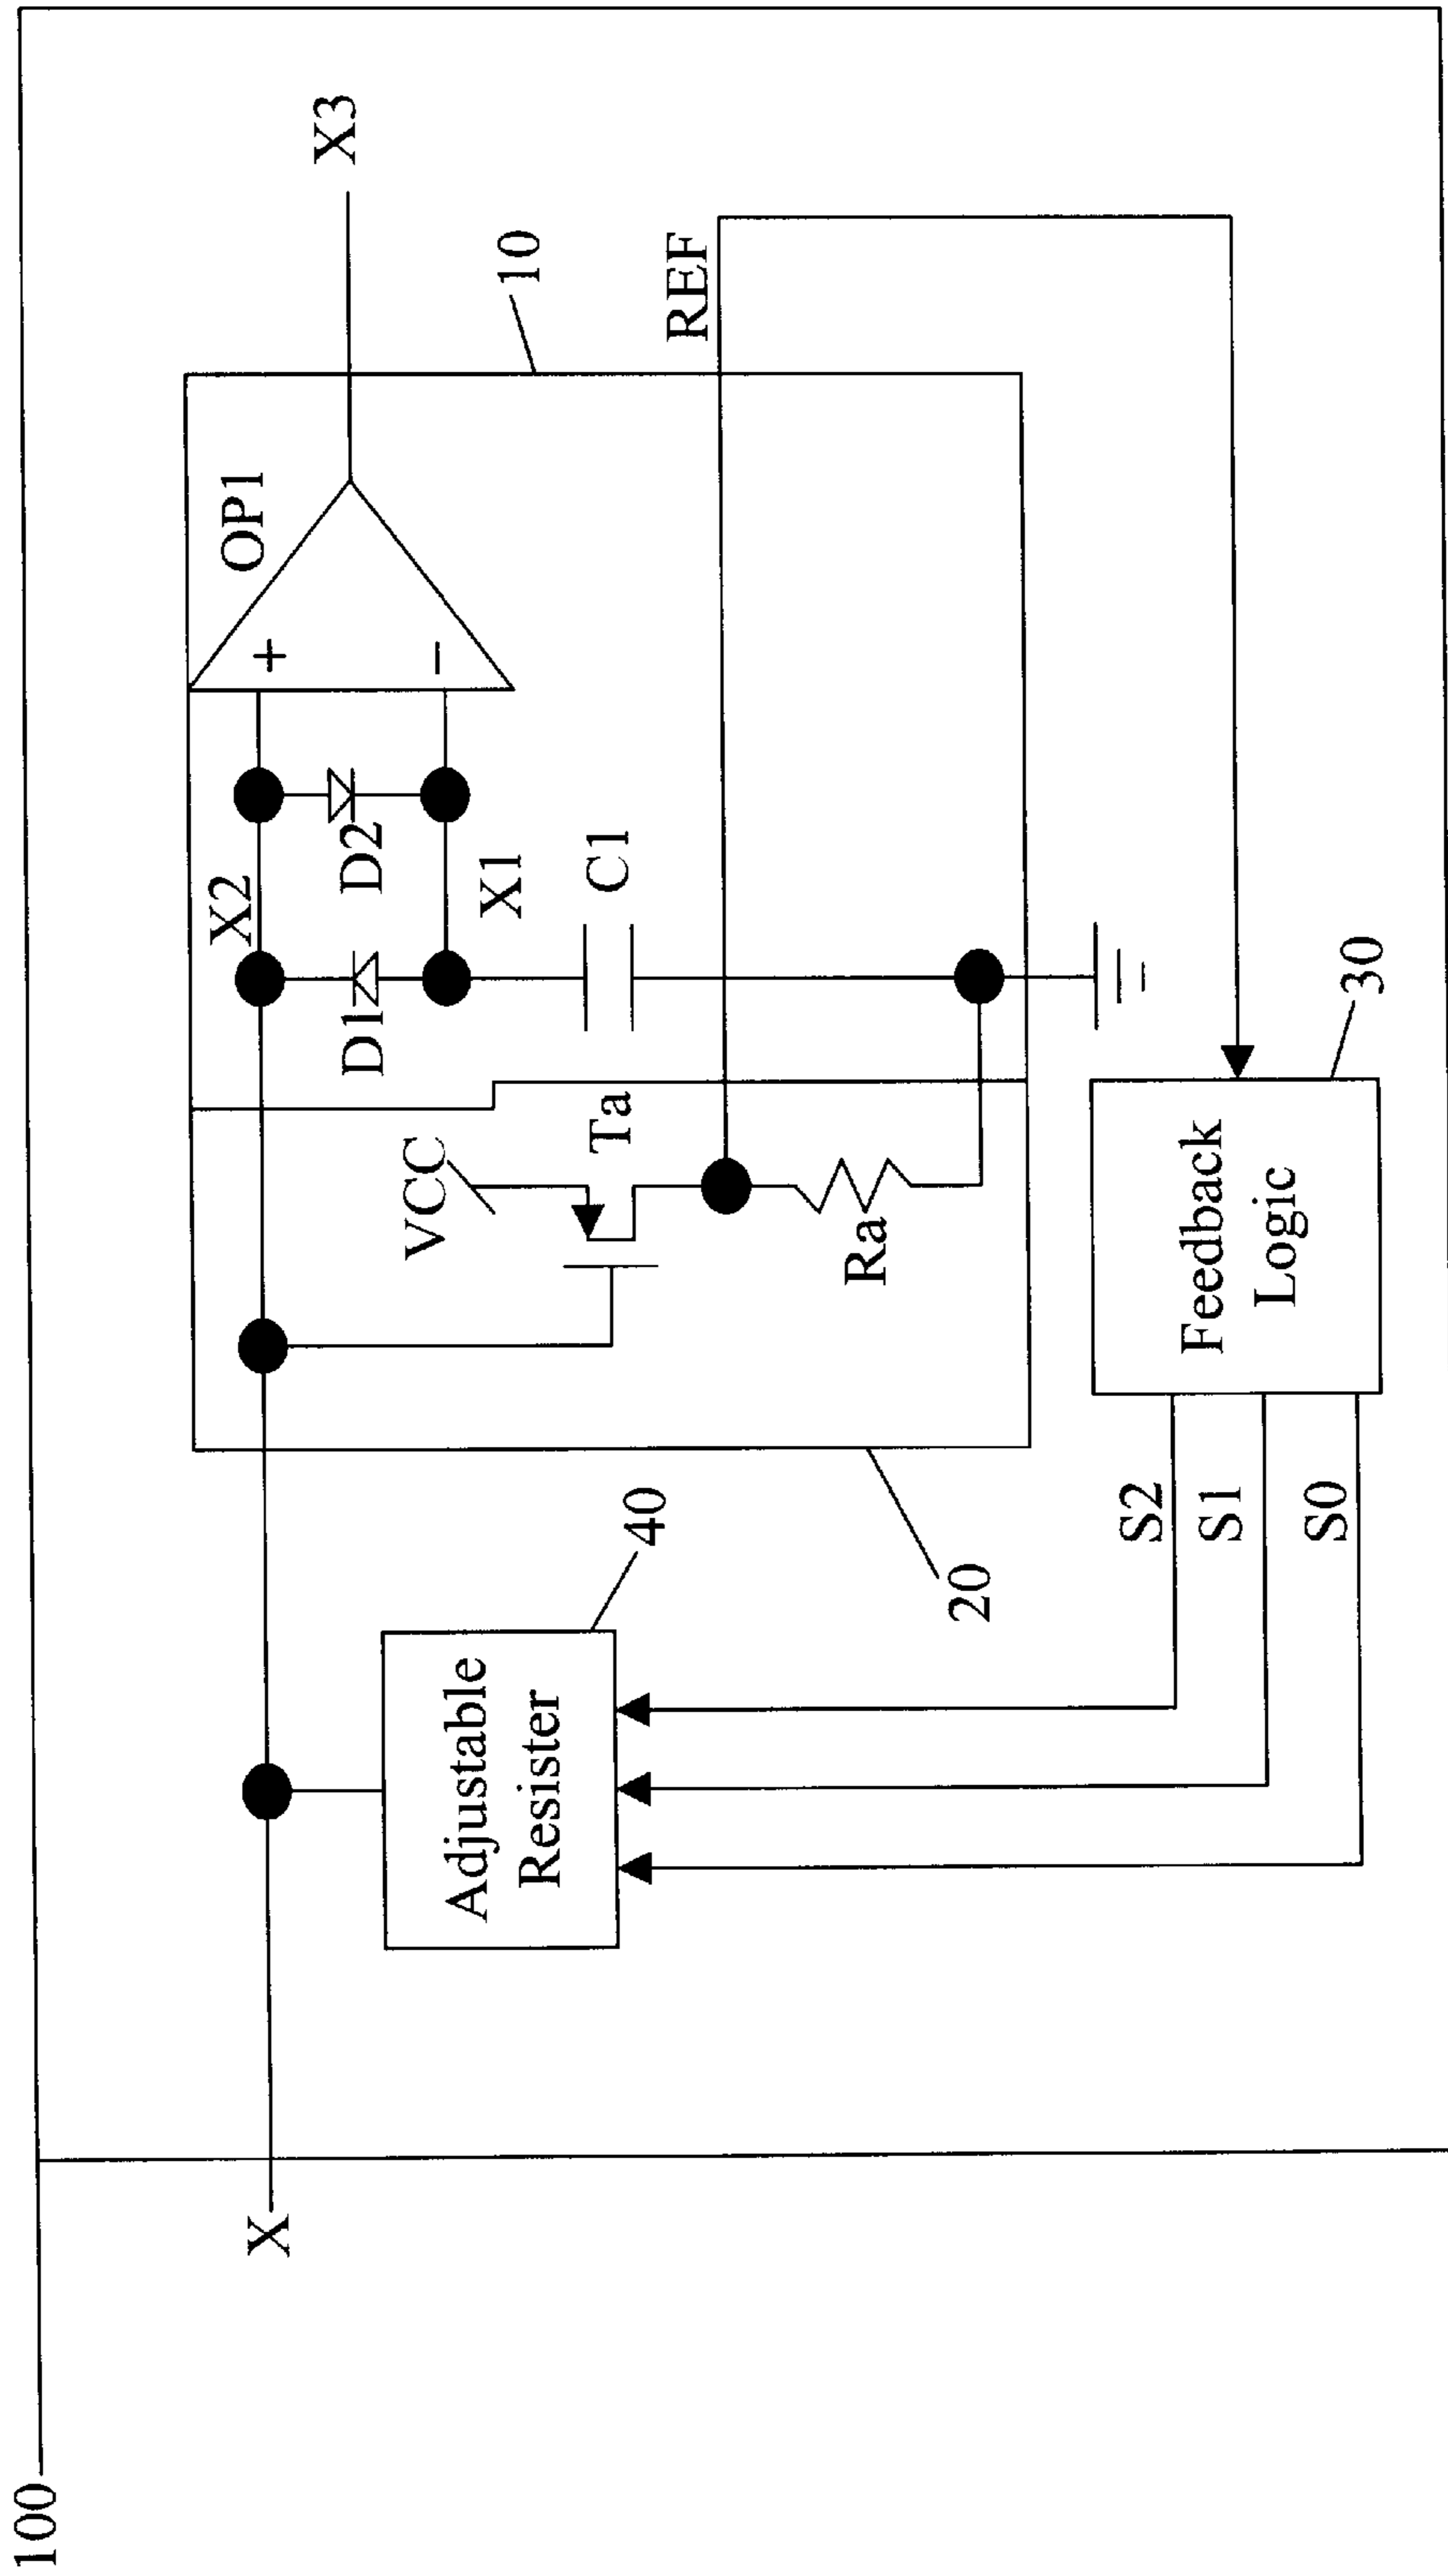 100
X
X2
OP1
X3
+
−
D1
D2
X1
C1
10
VCC
Ta
REF
Ra
Adjustable
Resister
40
20
S2
S1
S0
Feedback
Logic
30